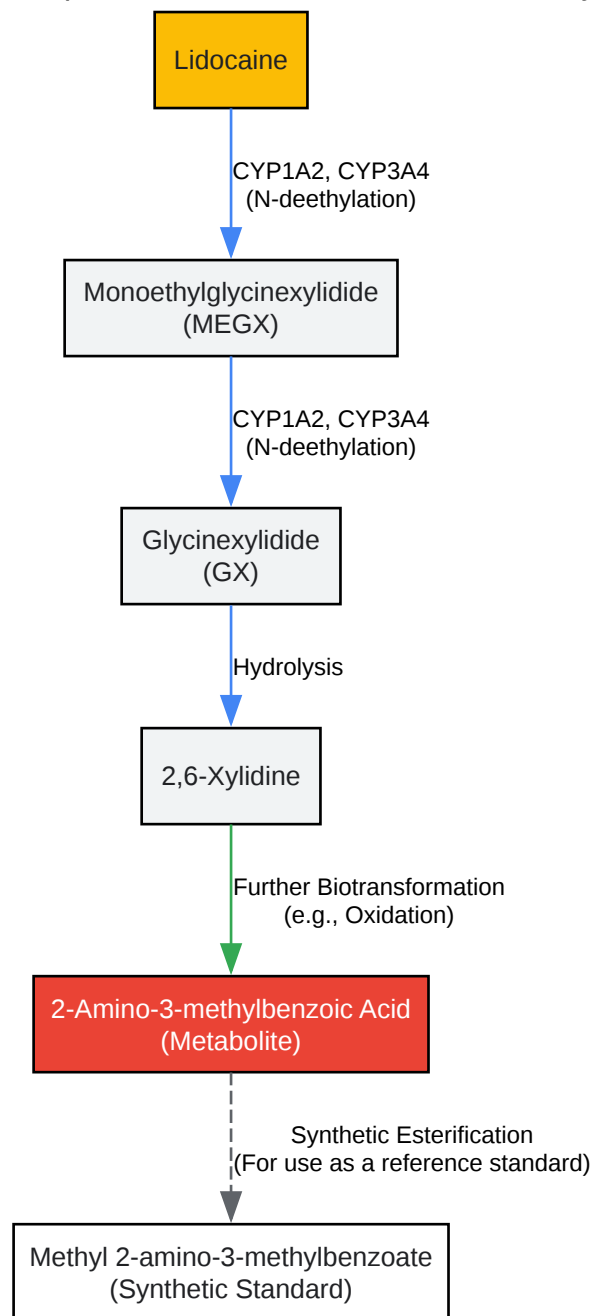 Lidocaine
CYP1A2, CYP3A4
(N-deethylation)
Monoethylglycinexylidide
(MEGX)
CYP1A2, CYP3A4
(N-deethylation)
Glycinexylidide
(GX)
Hydrolysis
2,6-Xylidine
Further Biotransformation
(e.g., Oxidation)
2-Amino-3-methylbenzoic Acid
(Metabolite)
Synthetic Esterification
(For use as a reference standard)
Methyl 2-amino-3-methylbenzoate
(Synthetic Standard)